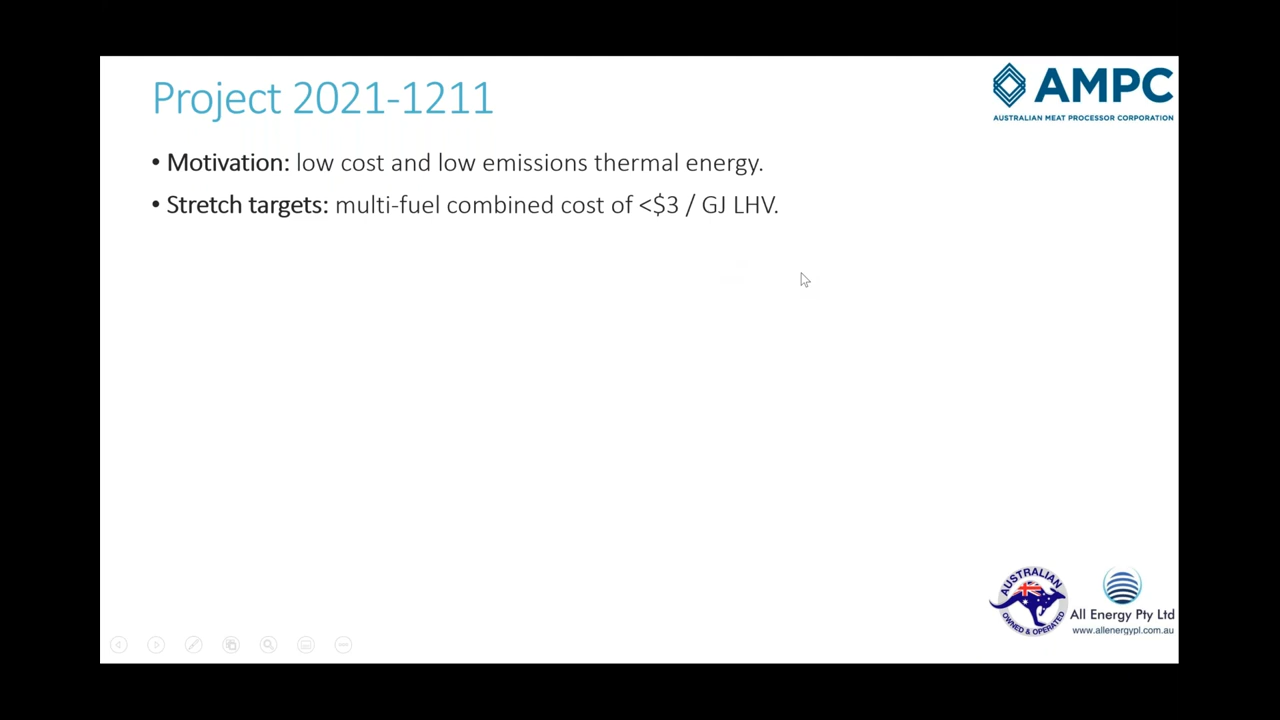 Project 2021-1211
AMPC
AUSTRALIAN MEAT PROCESSOR CORPORATION
• Motivation: low cost and low emissions thermal energy.
• Stretch targets: multi-fuel combined cost of <$3 / GJ LHV.
AUSTRALIAN
OWNED & OPERATED
All Energy Pty Ltd
www.allenergypl.com.au